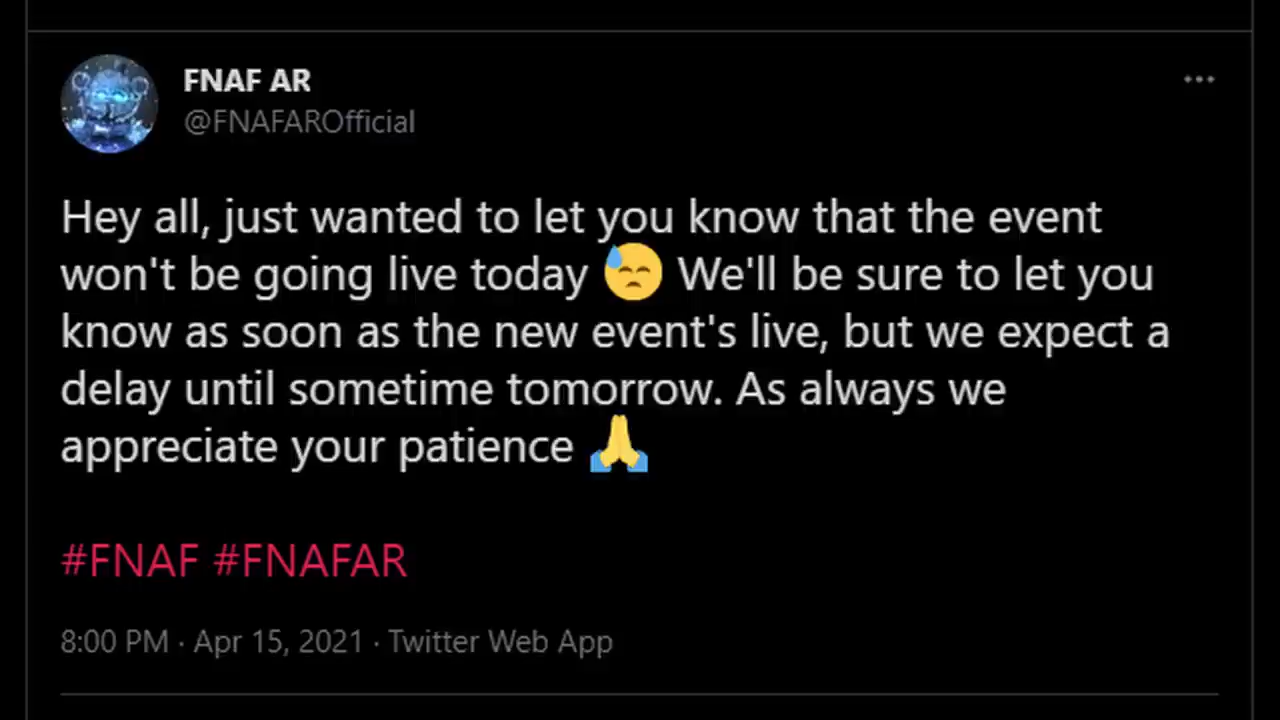 FNAF AR
@FNAFAROfficial
Hey all, just wanted to let you know that the event
won't be going live today 😓 We'll be sure to let you
know as soon as the new event's live, but we expect a
delay until sometime tomorrow. As always we
appreciate your patience 🙏
#FNAF #FNAFAR
8:00 PM · Apr 15, 2021 · Twitter Web App